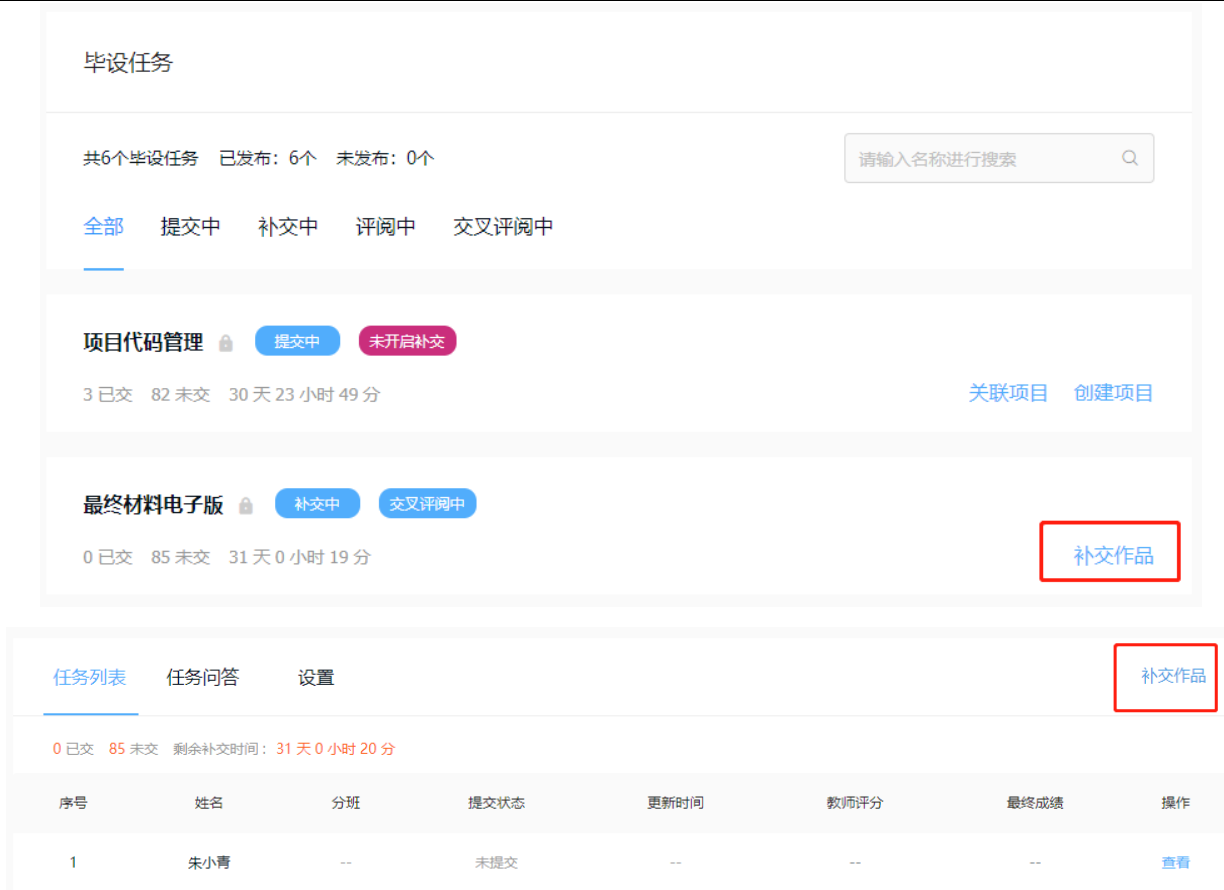 毕设任务
共6个毕设任务 已发布：6个 未发布：0个 请输入名称进行搜索
全部 提交中 补交中 评阅中 交叉评阅中
项目代码管理 提交中 未开启补交
3 已交 82 未交 30 天 23 小时 49 分 关联项目 创建项目
最终材料电子版 补交中 交叉评阅中
0 已交 85 未交 31 天 0 小时 19 分 补交作品
任务列表 任务问答 设置 补交作品
0 已交 85 未交 剩余补交时间：31 天 0 小时 20 分
序号 姓名 分班 提交状态 更新时间 教师评分 最终成绩 操作
1 朱小青 -- 未提交 -- -- -- 查看